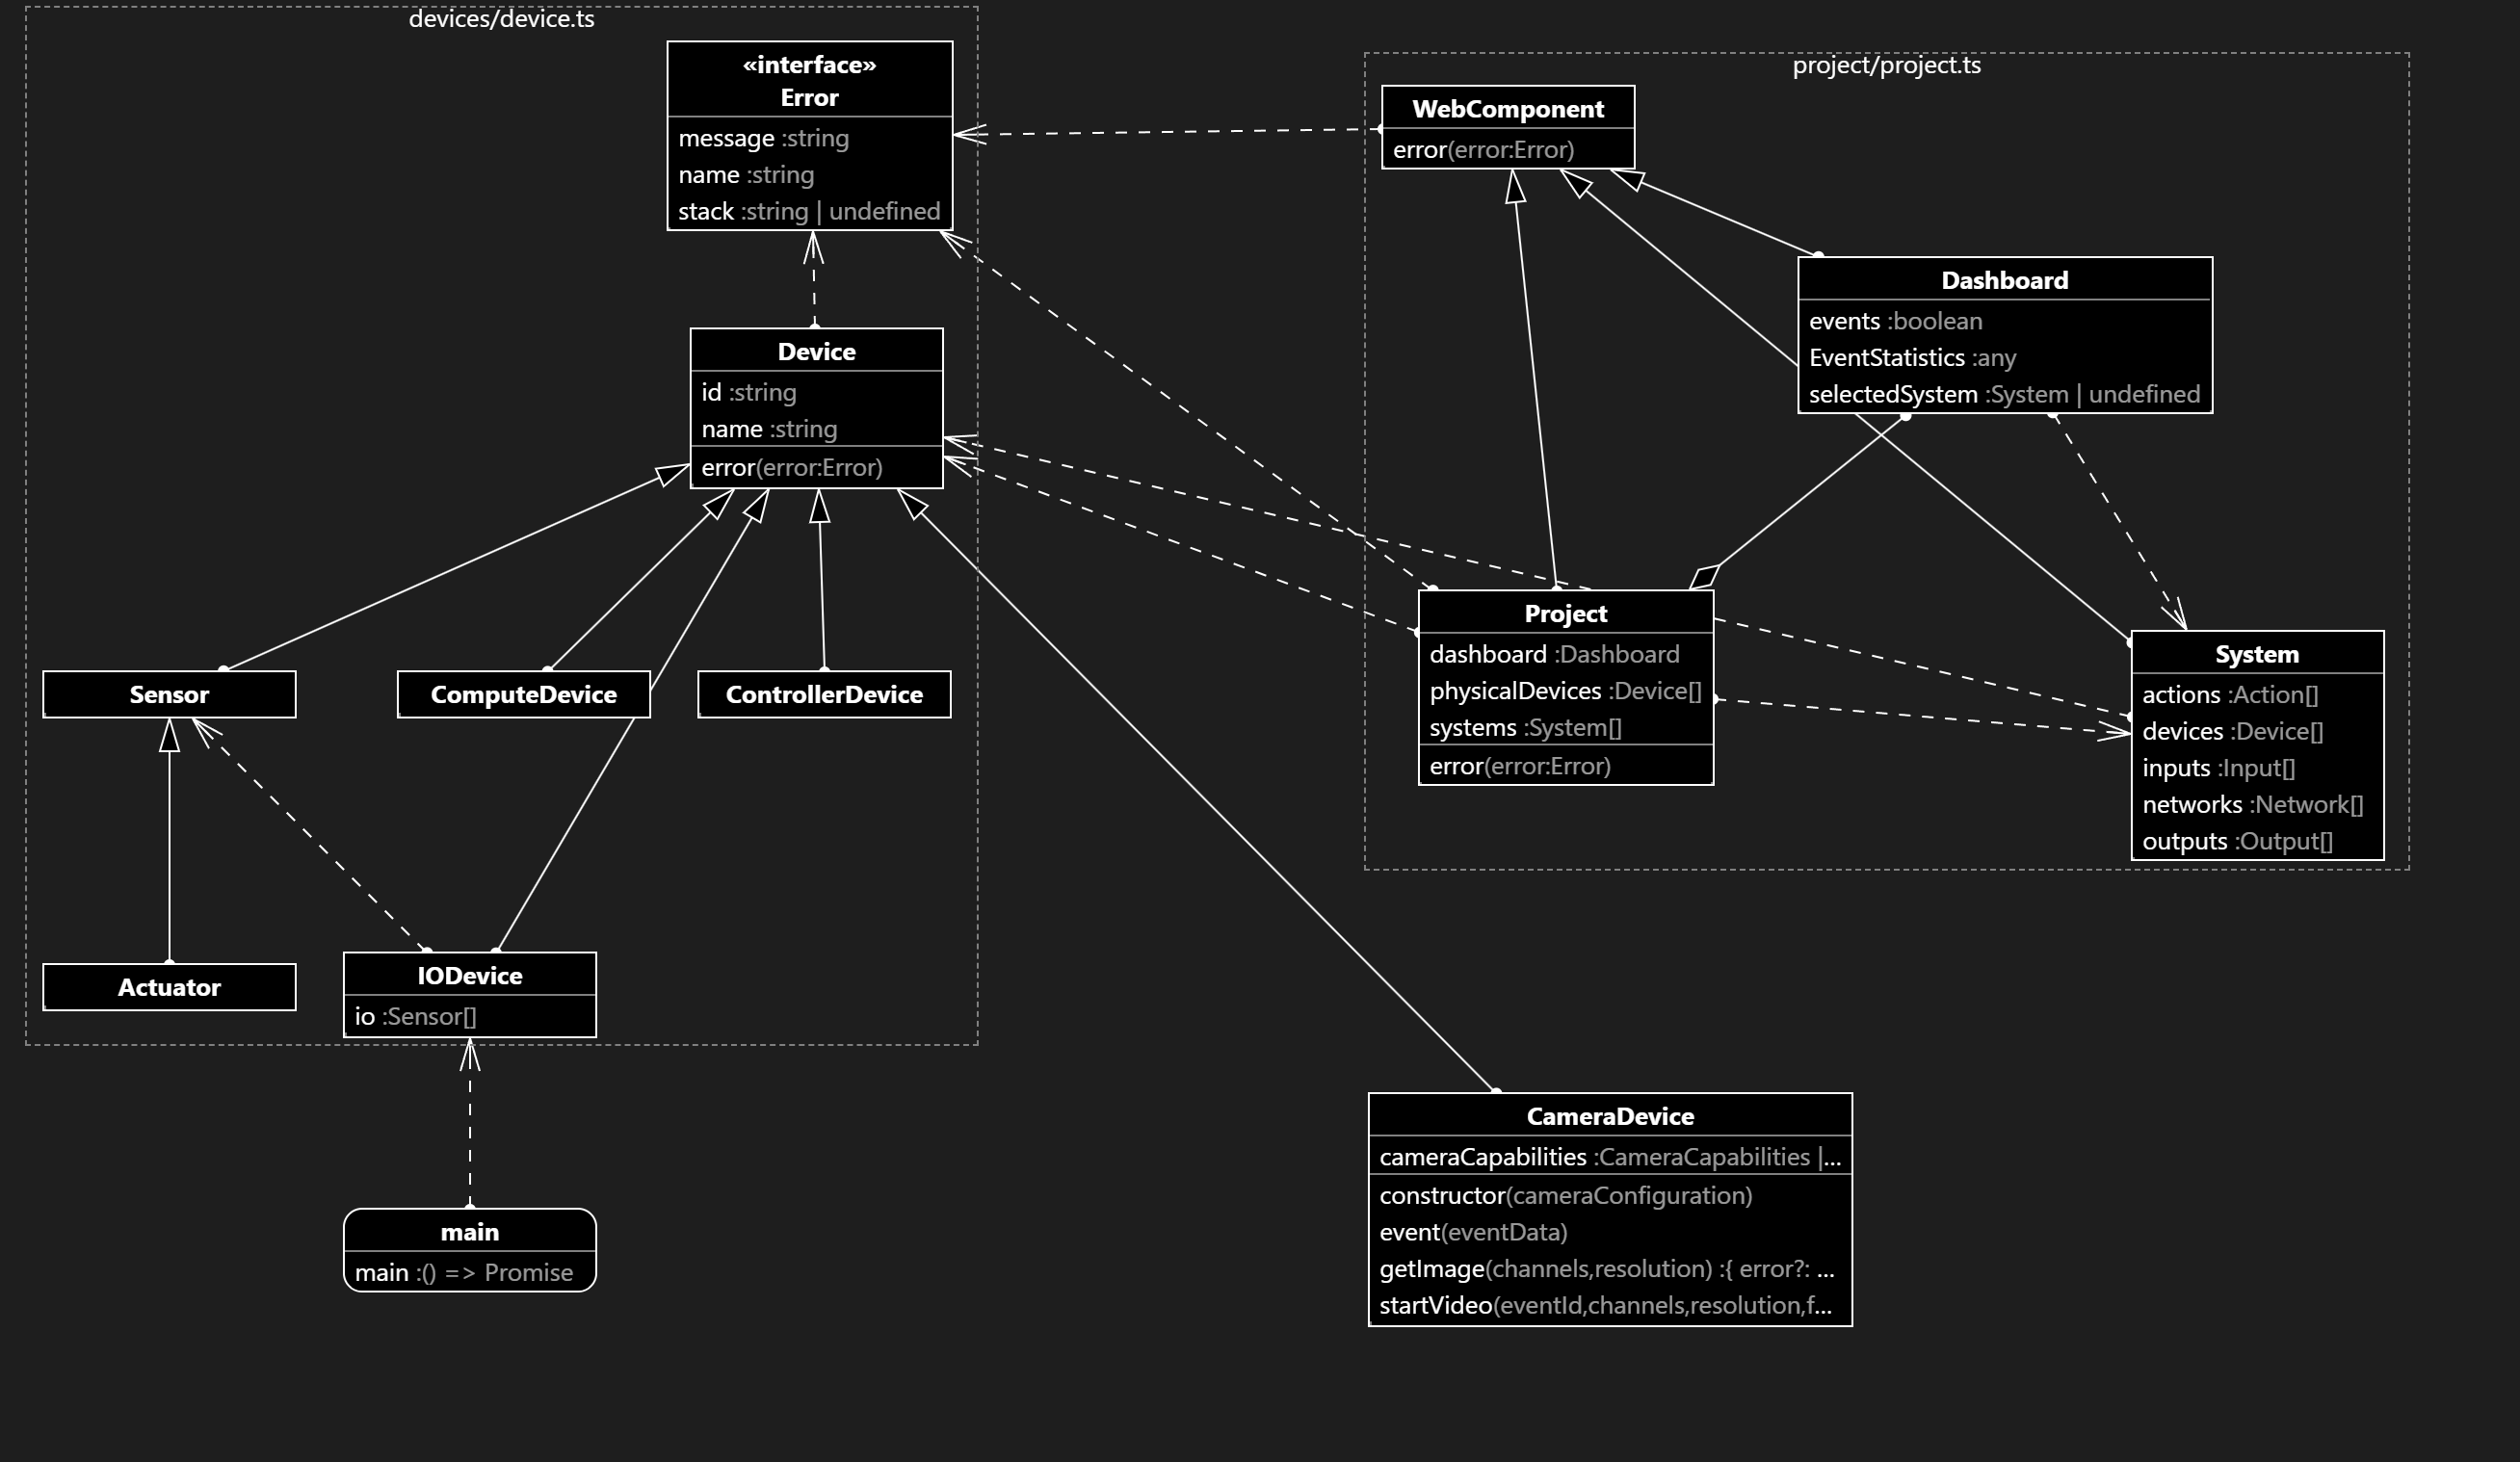 devices/device.ts
«interface»
Error
message :string
name :string
stack :string | undefined
Device
id :string
name :string
error(error:Error)
Sensor
ComputeDevice
ControllerDevice
Actuator
IODevice
io :Sensor[]
main
main :() => Promise
project/project.ts
WebComponent
error(error:Error)
Dashboard
events :boolean
EventStatistics :any
selectedSystem :System | undefined
Project
dashboard :Dashboard
physicalDevices :Device[]
systems :System[]
error(error:Error)
System
actions :Action[]
devices :Device[]
inputs :Input[]
networks :Network[]
outputs :Output[]
CameraDevice
cameraCapabilities :CameraCapabilities |...
constructor(cameraConfiguration)
event(eventData)
getImage(channels,resolution) :{ error?: ...
startVideo(eventId,channels,resolution,f...